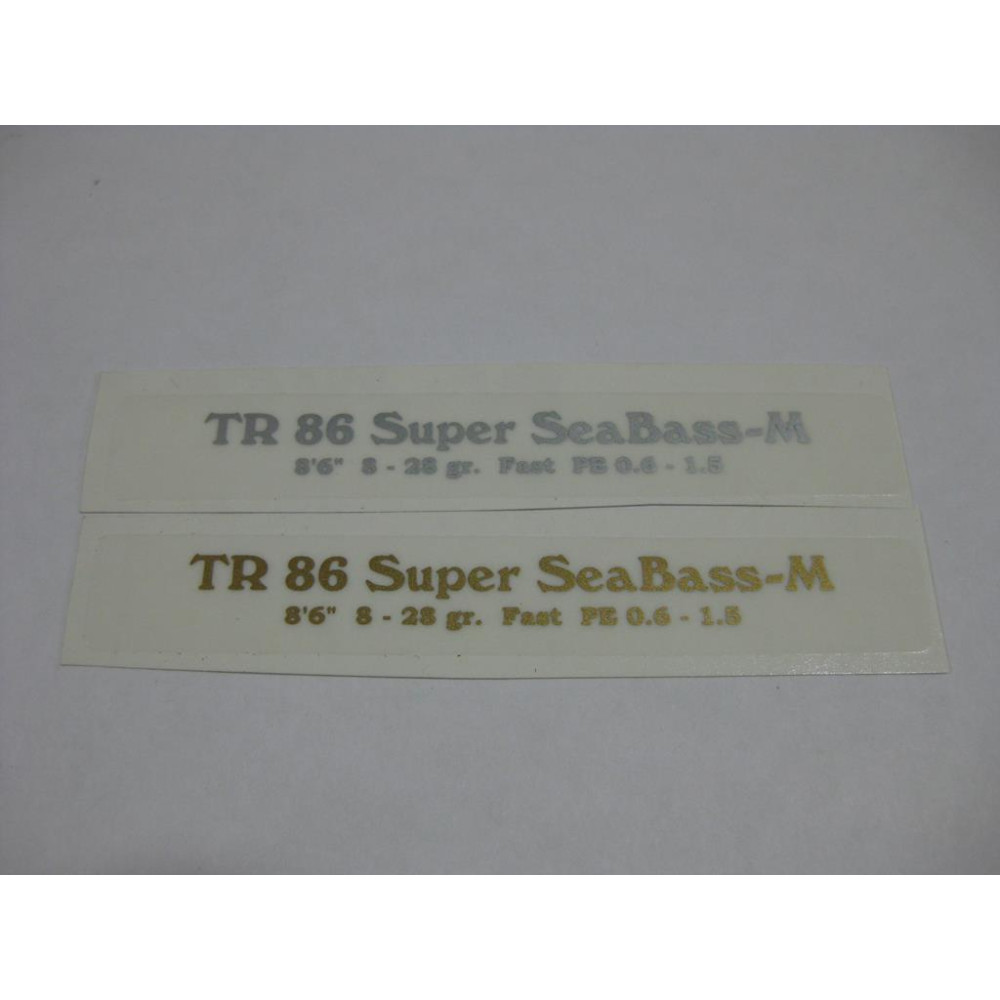 TR 86 Super SeaBass-M
8'6" 8 - 28 gr. Fast PE 0.6 - 1.5
TR 86 Super SeaBass-M
8'6" 8 - 28 gr. Fast PE 0.6 - 1.5